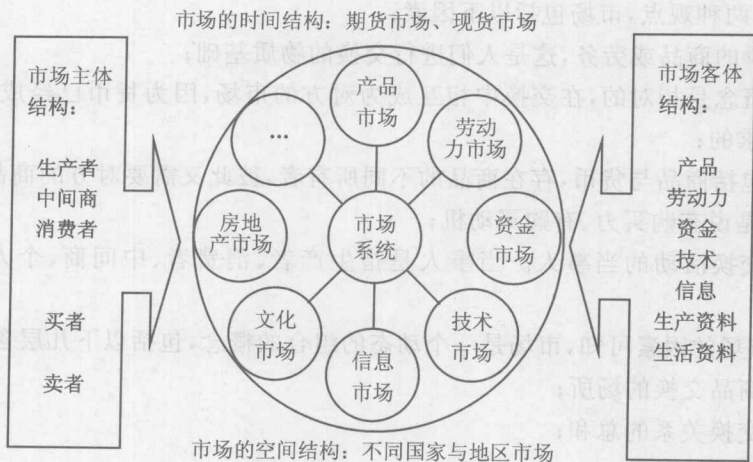 市场的时间结构：期货市场、现货市场
市场主体
结构：
生产者
中间商
消费者
买者
卖者
产品
市场
劳动
力市场
资金
市场
技术
市场
信息
市场
文化
市场
房地
产市场
...
市场
系统
市场客体
结构：
产品
劳动力
资金
技术
信息
生产资料
生活资料
市场的空间结构：不同国家与地区市场